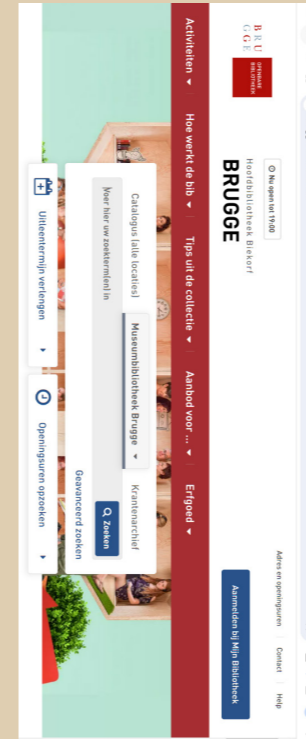 Adres en openingsuren Contact Help
BRU
GGE
OPENBARE
BIBLIOTHEEK
Nu open tot 19:00
Hoofdbibliotheek Biekorf
BRUGGE
Aanmelden bij Mijn Bibliotheek
Activiteiten Hoe werkt de bib Tips uit de collectie Aanbod voor ... Erfgoed
Catalogus (alle locaties) Museumbibliotheek Brugge Krantenarchief
Voer hier uw zoekterm(en) in Zoeken
Geavanceerd zoeken
Uitleentermijn verlengen Openingsuren opzoeken